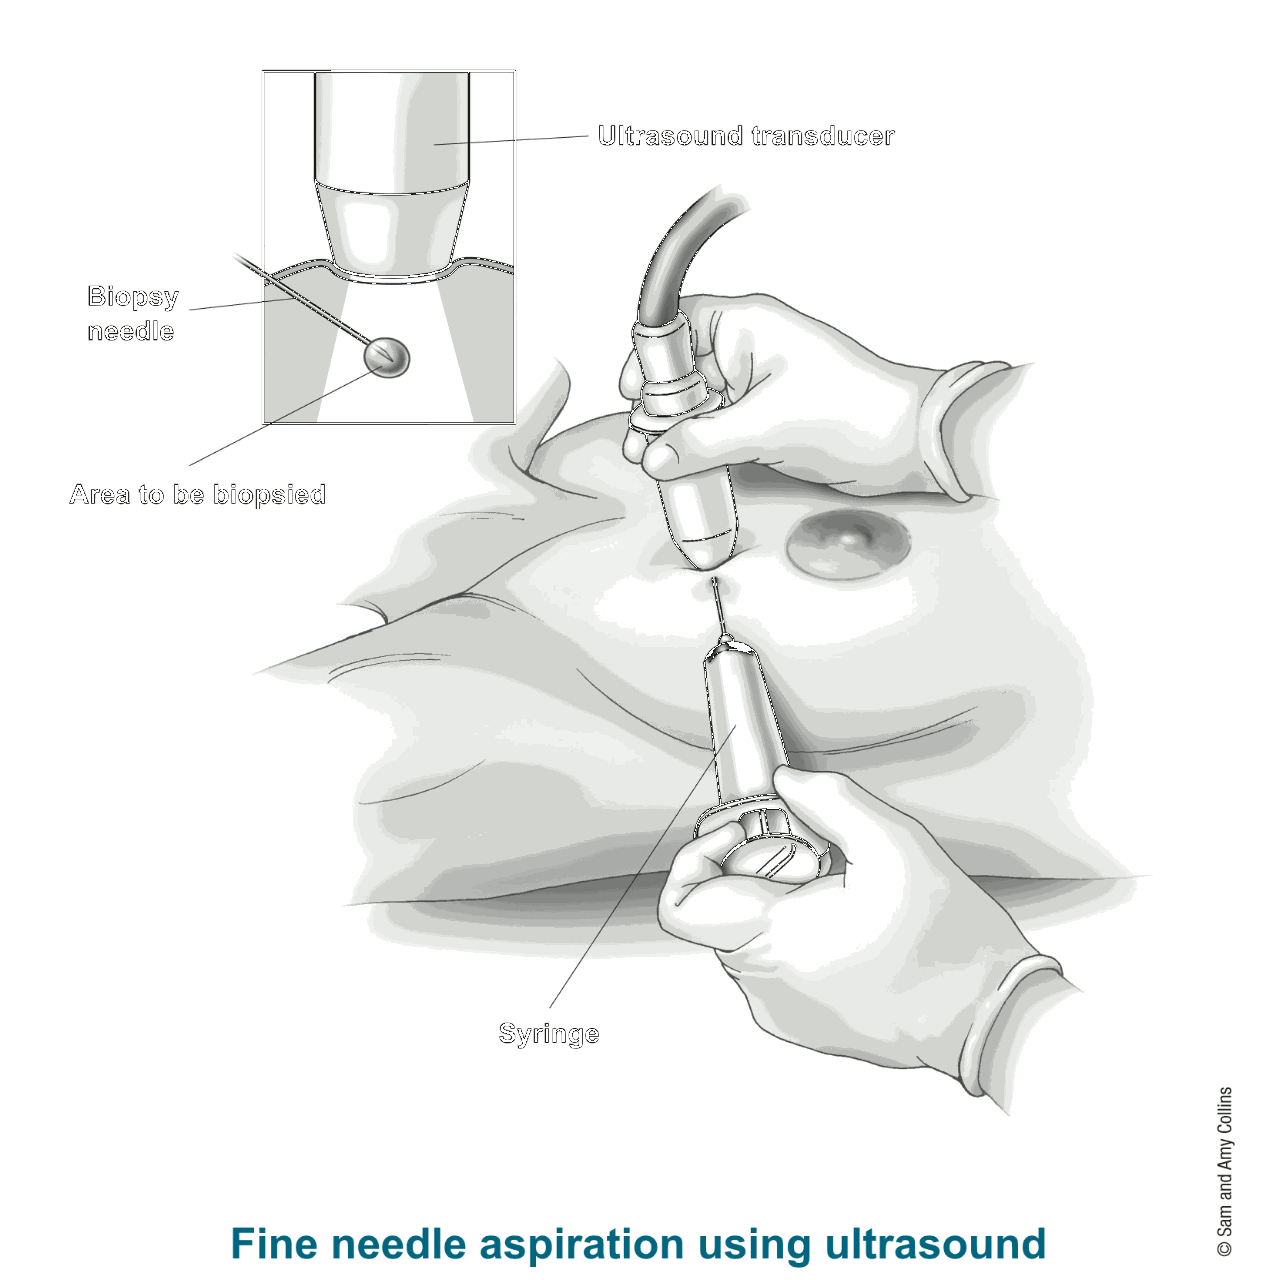 Ultrasound transducer
Biopsy
needle
Area to be biopsied
Syringe
© Sam and Amy Collins
Fine needle aspiration using ultrasound